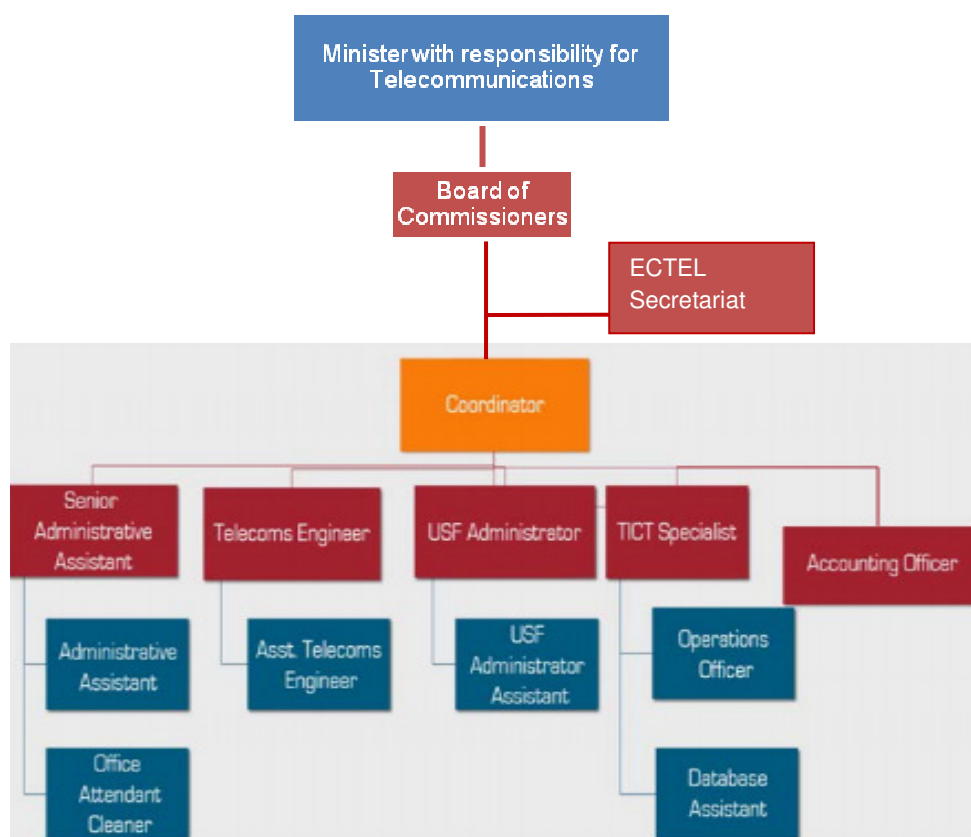 Minister with responsibility for
Telecommunications
Board of
Commissioners
ECTEL
Secretariat
Coordinator
Senior
Administrative
Assistant
Telecoms Engineer
USF Administrator
TICT Specialist
Accounting Officer
Administrative
Assistant
Asst. Telecoms
Engineer
USF
Administrator
Assistant
Operations
Officer
Office
Attendant
Cleaner
Database
Assistant